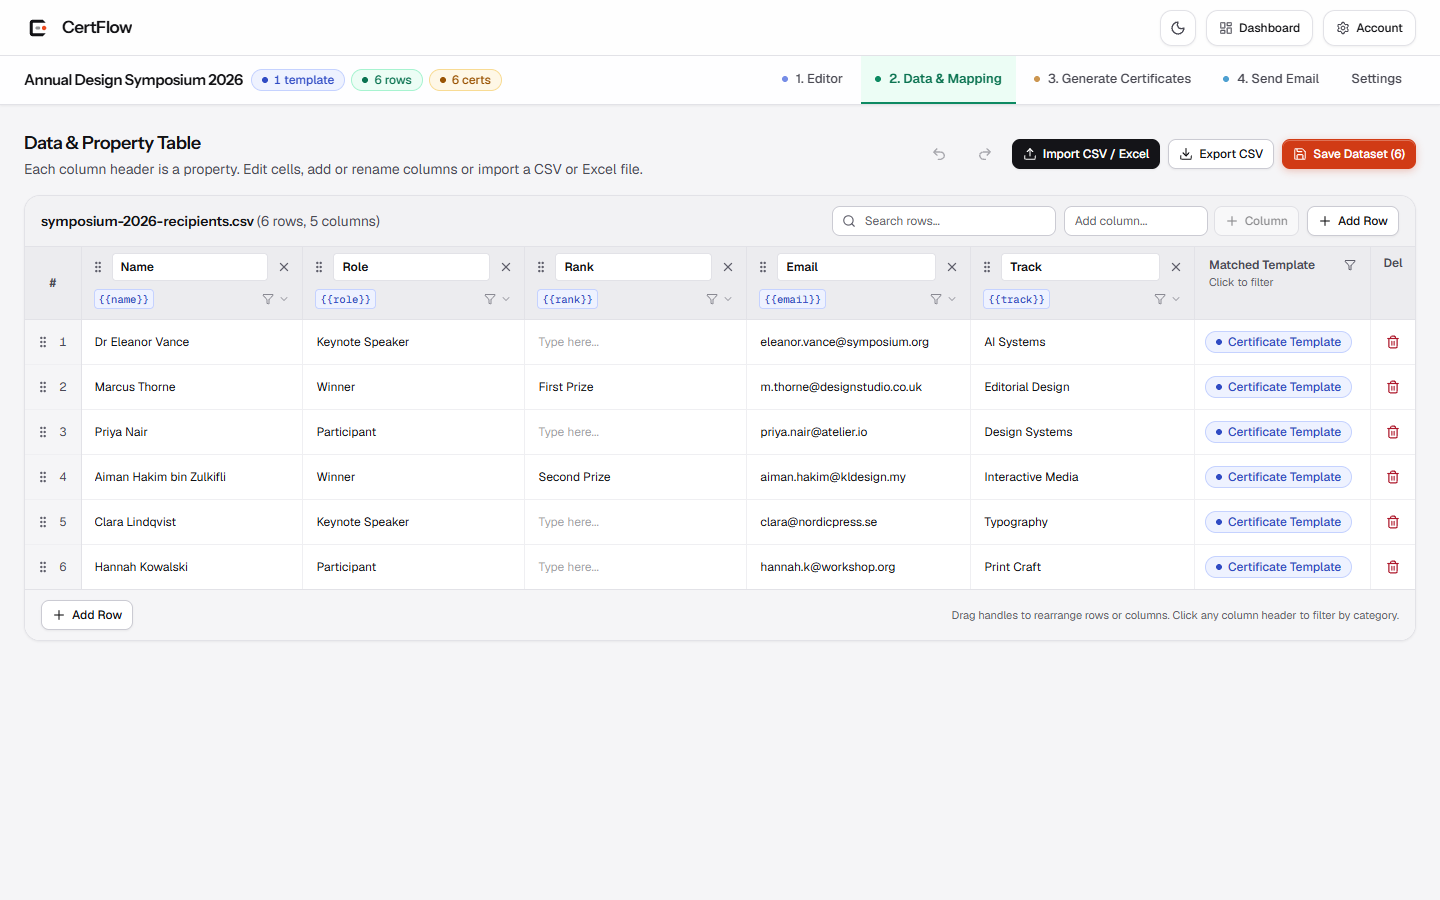 CertFlow
Dashboard
Account
Annual Design Symposium 2026
1 template
6 rows
6 certs
1. Editor
2. Data & Mapping
3. Generate Certificates
4. Send Email
Settings
Data & Property Table
Each column header is a property. Edit cells, add or rename columns or import a CSV or Excel file.
Import CSV / Excel
Export CSV
Save Dataset (6)
symposium-2026-recipients.csv (6 rows, 5 columns)
Search rows...
Add column...
Column
Add Row
#
Name
Role
Rank
Email
Track
Matched Template
Click to filter
Del
{{name}}
{{role}}
{{rank}}
{{email}}
{{track}}
1 Dr Eleanor Vance Keynote Speaker Type here... eleanor.vance@symposium.org AI Systems Certificate Template
2 Marcus Thorne Winner First Prize m.thorne@designstudio.co.uk Editorial Design Certificate Template
3 Priya Nair Participant Type here... priya.nair@atelier.io Design Systems Certificate Template
4 Aiman Hakim bin Zulkifli Winner Second Prize aiman.hakim@kldesign.my Interactive Media Certificate Template
5 Clara Lindqvist Keynote Speaker Type here... clara@nordicpress.se Typography Certificate Template
6 Hannah Kowalski Participant Type here... hannah.k@workshop.org Print Craft Certificate Template
Add Row
Drag handles to rearrange rows or columns. Click any column header to filter by category.